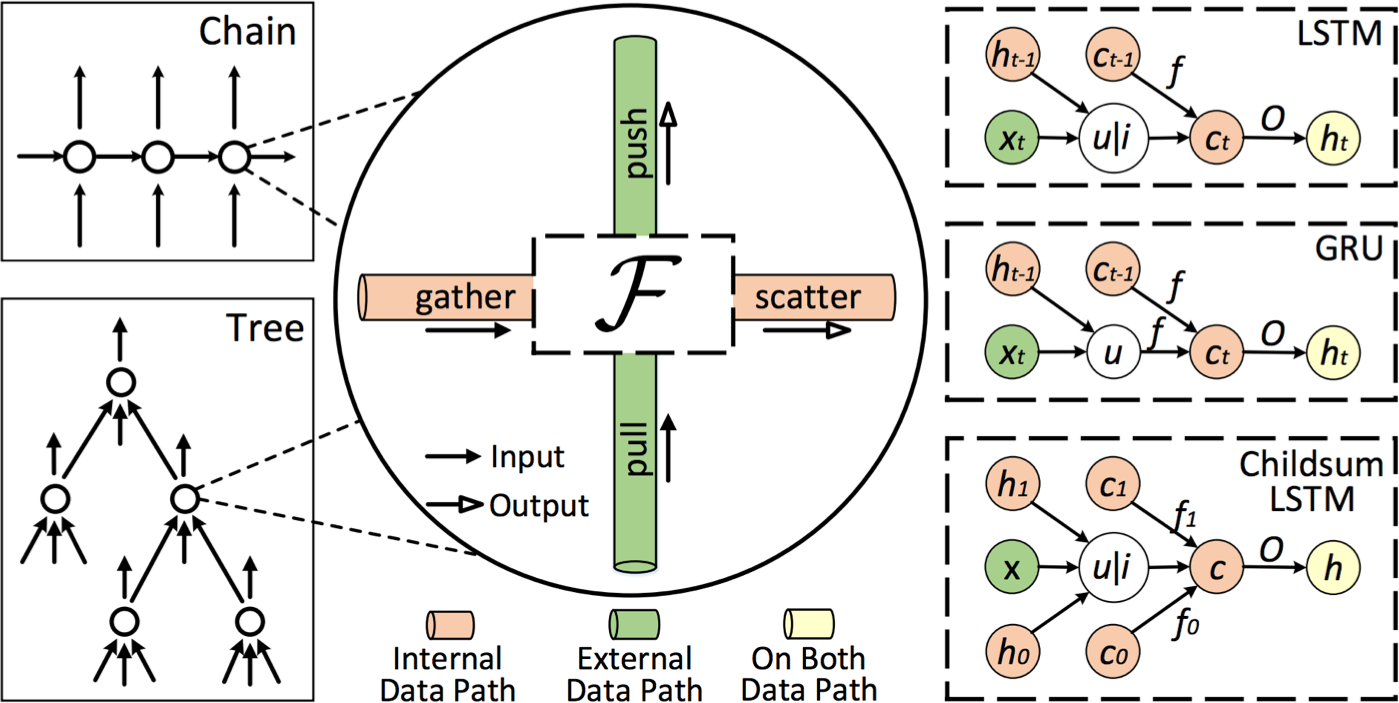 Chain
Tree
push
gather
ℱ
scatter
pull
Input
Output
Internal
Data Path
External
Data Path
On Both
Data Path
LSTM
hₜ₋₁
cₜ₋₁
f
xₜ
u|i
cₜ
O
hₜ
GRU
hₜ₋₁
cₜ₋₁
f
xₜ
u
f
cₜ
O
hₜ
Childsum
LSTM
h₁
c₁
f₁
x
u|i
c
O
h
h₀
c₀
f₀